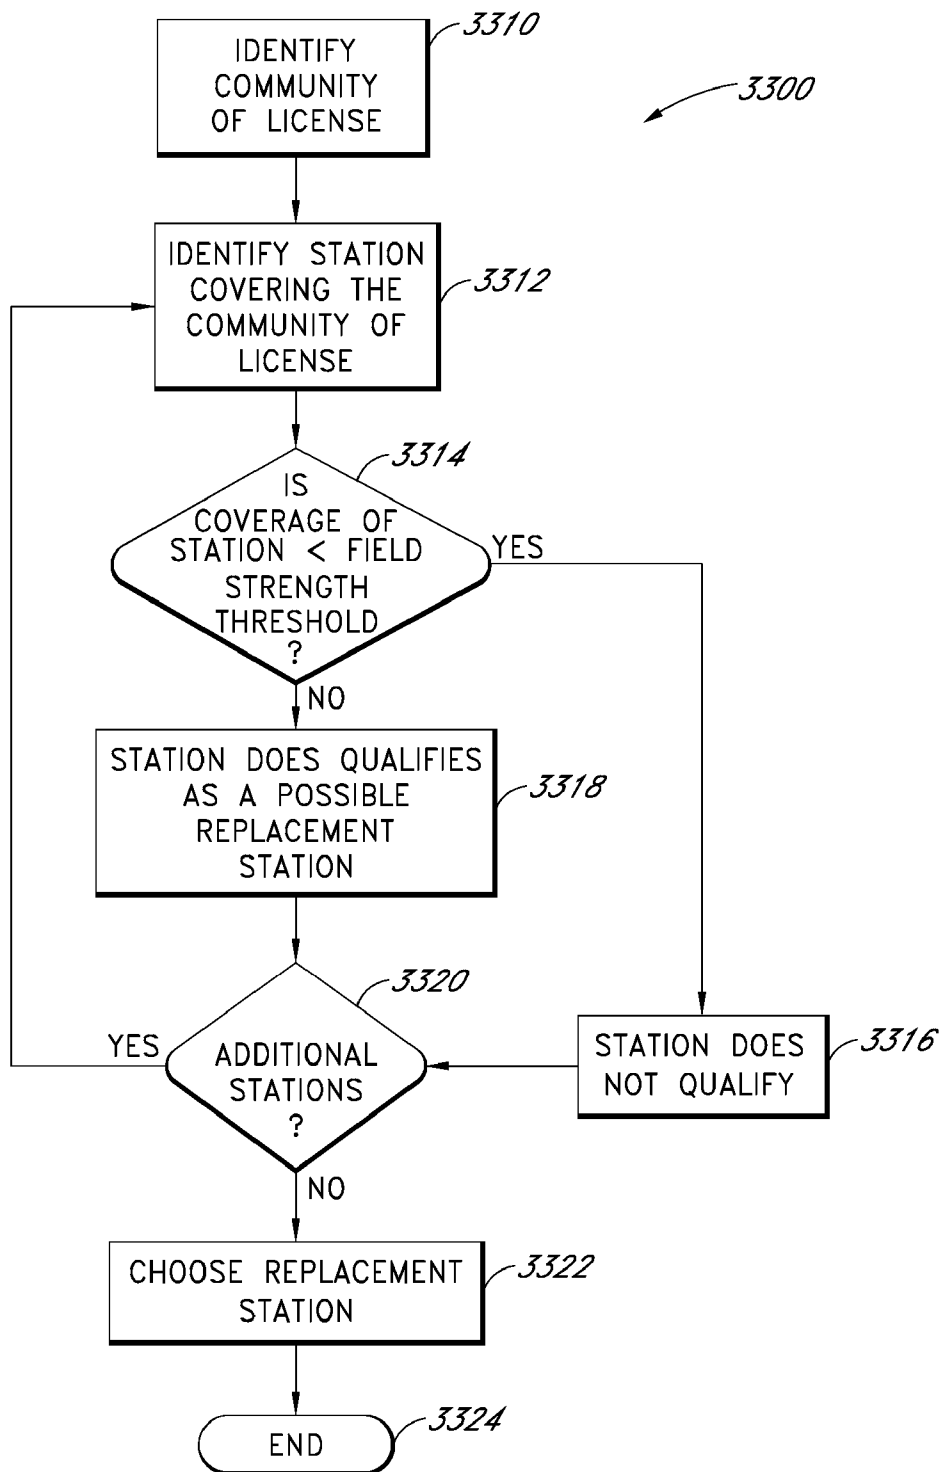 IDENTIFY
COMMUNITY
OF LICENSE
3310
3300
IDENTIFY STATION
COVERING THE
COMMUNITY OF
LICENSE
3312
3314
IS
COVERAGE OF
STATION < FIELD
STRENGTH
THRESHOLD
?
YES
NO
STATION DOES QUALIFIES
AS A POSSIBLE
REPLACEMENT
STATION
3318
3320
ADDITIONAL
STATIONS
?
YES
STATION DOES
NOT QUALIFY
3316
NO
CHOOSE REPLACEMENT
STATION
3322
END
3324